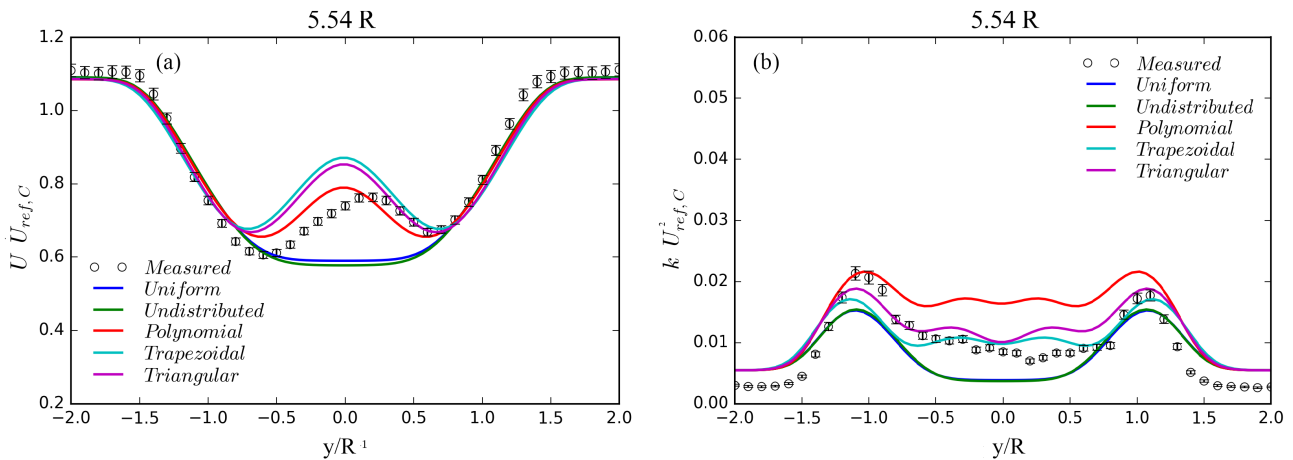 5.54 R
(a)
1.2
1.0
0.8
0.6
0.4
0.2
U U_ref,C
Measured
Uniform
Undistributed
Polynomial
Trapezoidal
Triangular
−2.0 −1.5 −1.0 −0.5 0.0 0.5 1.0 1.5 2.0
y/R -1
5.54 R
(b)
0.06
0.05
0.04
0.03
0.02
0.01
0.00
k U²_ref,C
Measured
Uniform
Undistributed
Polynomial
Trapezoidal
Triangular
−2.0 −1.5 −1.0 −0.5 0.0 0.5 1.0 1.5 2.0
y/R